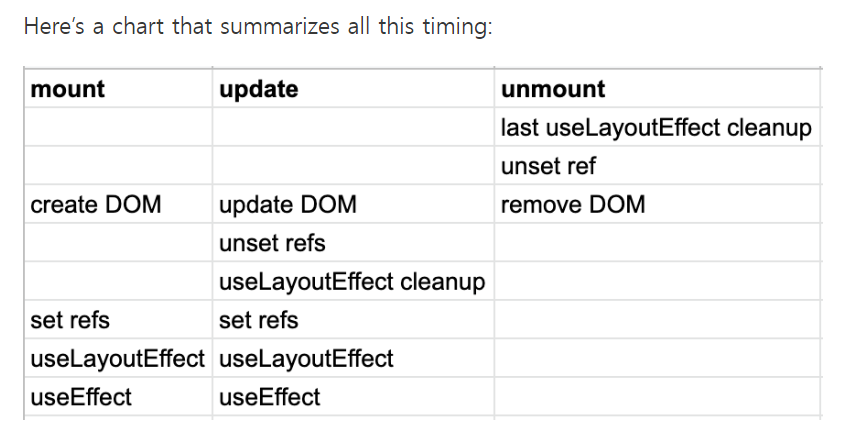 Here's a chart that summarizes all this timing:
mount update unmount
last useLayoutEffect cleanup
unset ref
create DOM update DOM remove DOM
unset refs
useLayoutEffect cleanup
set refs set refs
useLayoutEffect useLayoutEffect
useEffect useEffect